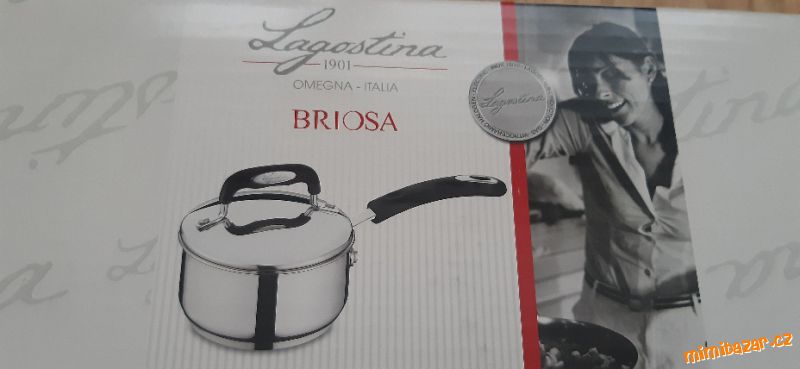 Lagostina
1901
OMEGNA - ITALIA
BRIOSA
Lagostina
mimibazar.cz